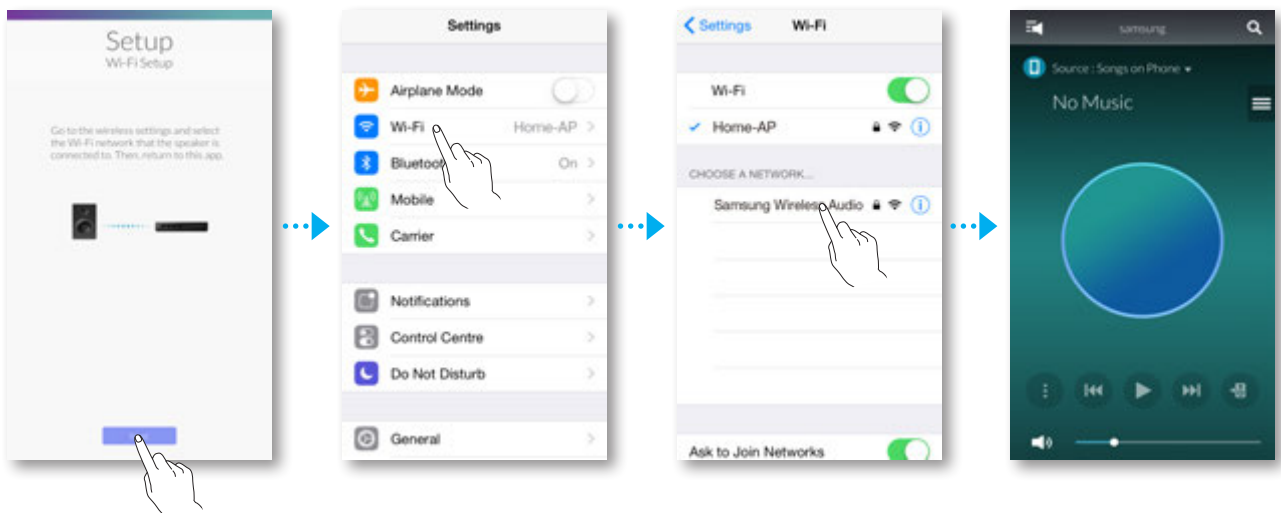 Setup
Wi-Fi Setup
Go to the wireless settings and select
the Wi-Fi network that the speaker is
connected to. Then, return to this app.
Settings
Airplane Mode
Wi-Fi Home-AP
On
Mobile
Carrier
Notifications
Control Centre
Do Not Disturb
General
Settings Wi-Fi
Wi-Fi
Home-AP
CHOOSE A NETWORK...
Samsung Wireless Audio
Ask to Join Networks
samsung
Source : Songs on Phone
No Music